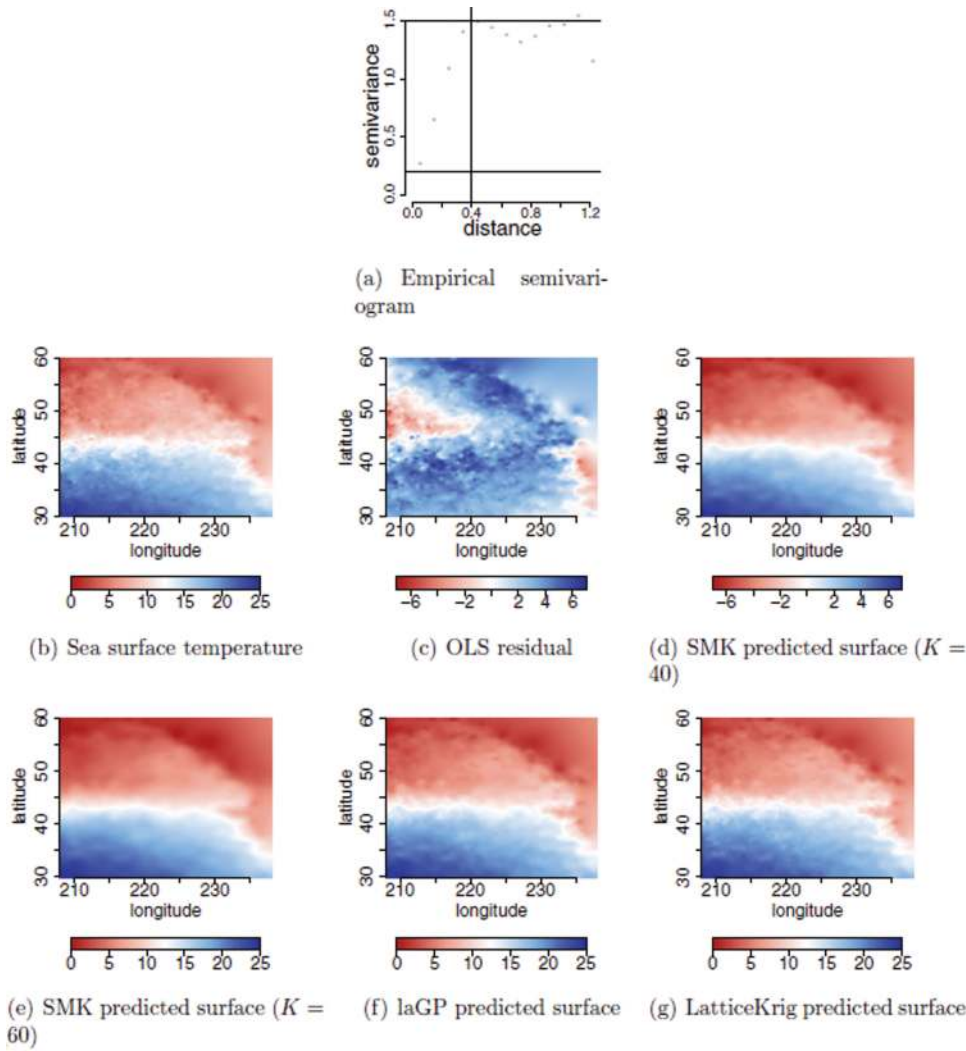 1.5
1.0
0.5
0.0
semivariance
0.0 0.4 0.8 1.2
distance
(a) Empirical semivari-
ogram
60
50
40
30
latitude
210 220 230
longitude
0 5 10 15 20 25
(b) Sea surface temperature
60
50
40
30
latitude
210 220 230
longitude
−6 −2 2 4 6
(c) OLS residual
60
50
40
30
latitude
210 220 230
longitude
−6 −2 2 4 6
(d) SMK predicted surface (K =
40)
60
50
40
30
latitude
210 220 230
longitude
0 5 10 15 20 25
(e) SMK predicted surface (K =
60)
60
50
40
30
latitude
210 220 230
longitude
0 5 10 15 20 25
(f) laGP predicted surface
60
50
40
30
latitude
210 220 230
longitude
0 5 10 15 20 25
(g) LatticeKrig predicted surface